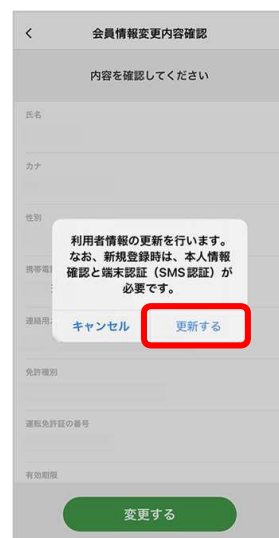 会員情報変更内容確認
内容を確認してください
氏名
カナ
性別
利用者情報の更新を行います。
なお、新規登録時は、本人情報
確認と端末認証（SMS認証）が
必要です。
携帯電
連絡用
キャンセル
更新する
免許種別
運転免許証の番号
有効期限
変更する